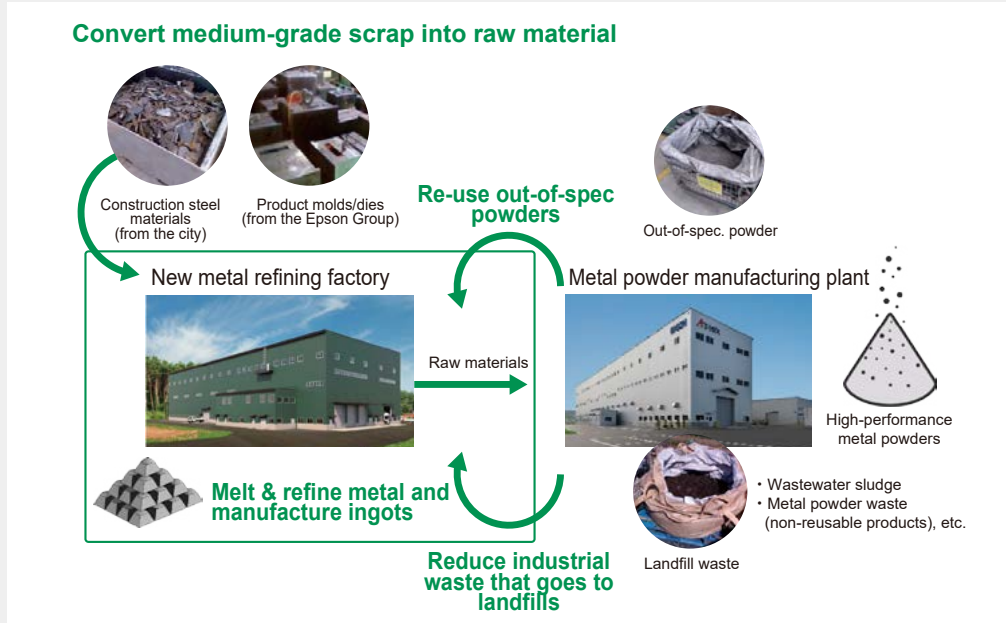 Convert medium-grade scrap into raw material
Construction steel
materials
(from the city)
Product molds/dies
(from the Epson Group)
Re-use out-of-spec
powders
Out-of-spec. powder
New metal refining factory
Metal powder manufacturing plant
Raw materials
High-performance
metal powders
Melt & refine metal and
manufacture ingots
・Wastewater sludge
・Metal powder waste
(non-reusable products), etc.
Reduce industrial
waste that goes to
landfills
Landfill waste